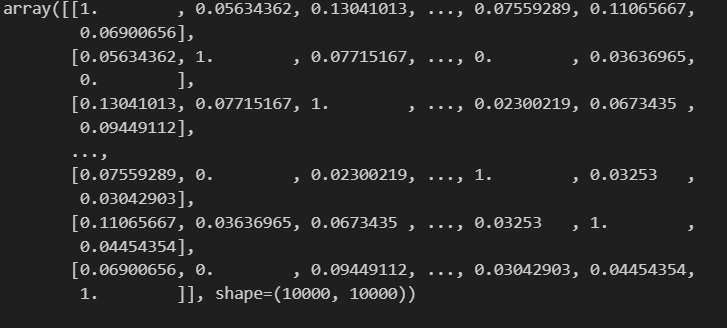 array([[1.        , 0.05634362, 0.13041013, ..., 0.07559289, 0.11065667,
        0.06900656],
       [0.05634362, 1.        , 0.07715167, ..., 0.        , 0.03636965,
        0.        ],
       [0.13041013, 0.07715167, 1.        , ..., 0.02300219, 0.0673435 ,
        0.09449112],
       ...,
       [0.07559289, 0.        , 0.02300219, ..., 1.        , 0.03253   ,
        0.03042903],
       [0.11065667, 0.03636965, 0.0673435 , ..., 0.03253   , 1.        ,
        0.04454354],
       [0.06900656, 0.        , 0.09449112, ..., 0.03042903, 0.04454354,
        1.        ]], shape=(10000, 10000))